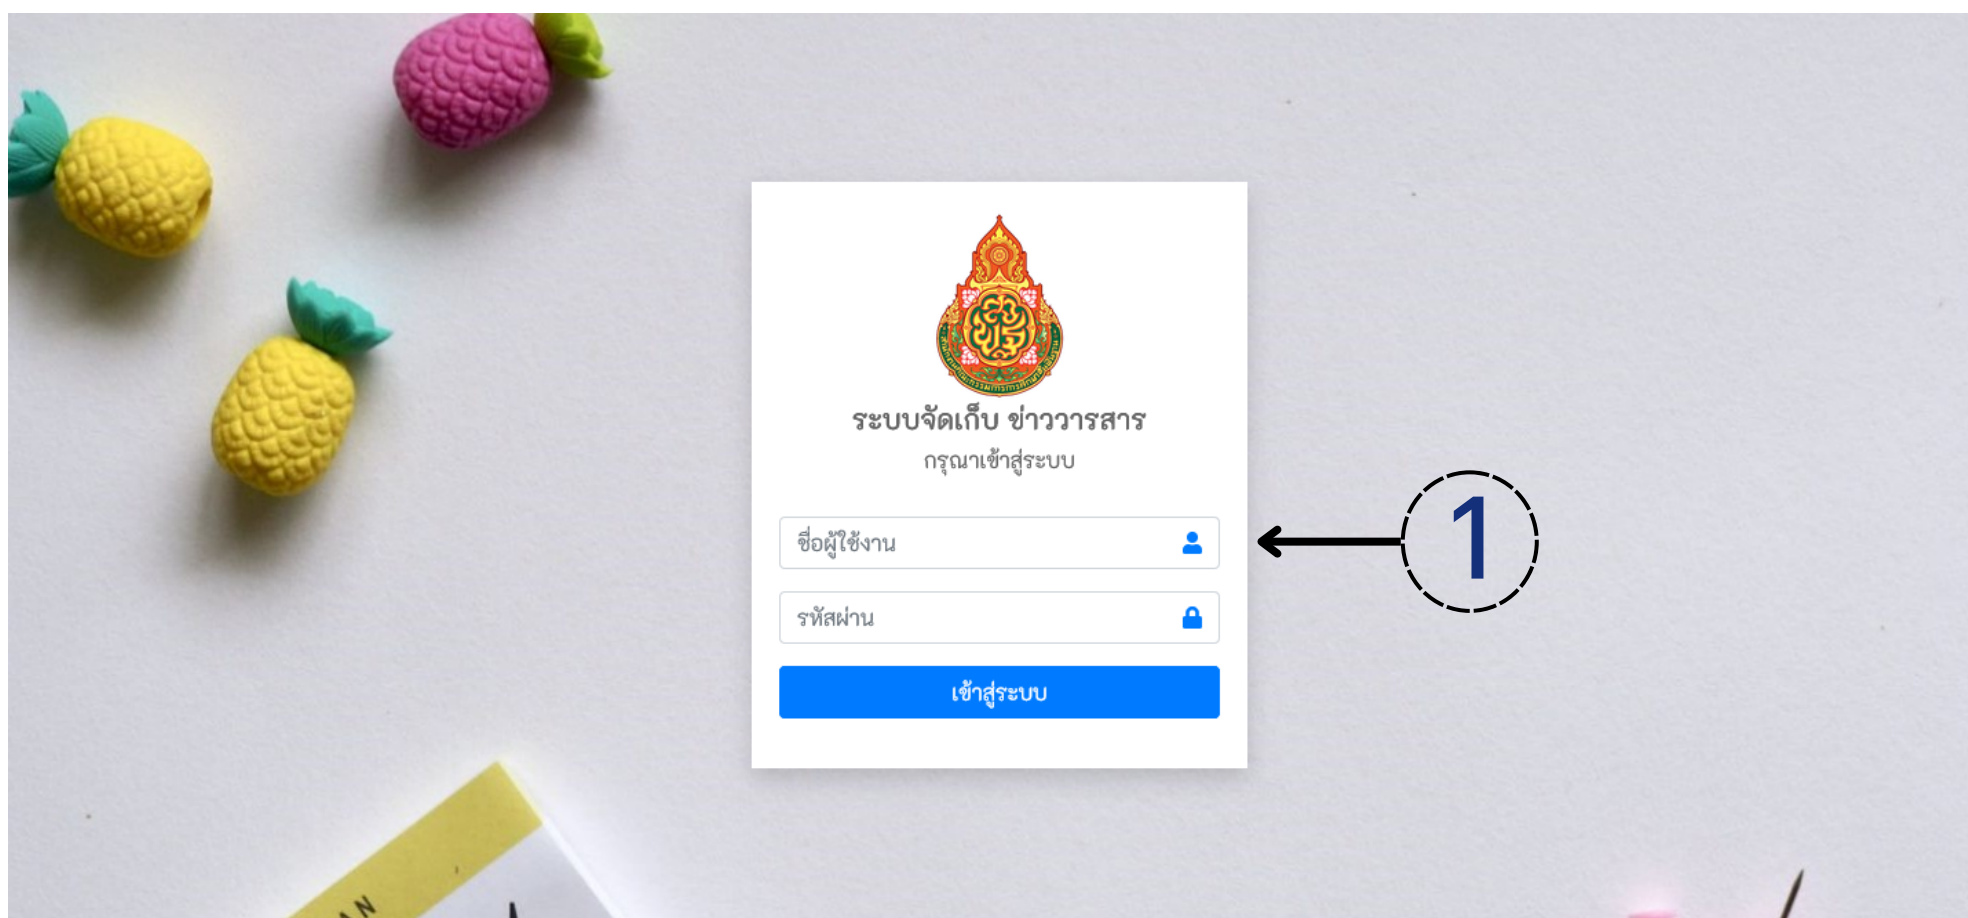 ระบบจัดเก็บ ข่าววารสาร
กรุณาเข้าสู่ระบบ
ชื่อผู้ใช้งาน
1
รหัสผ่าน
เข้าสู่ระบบ
AN